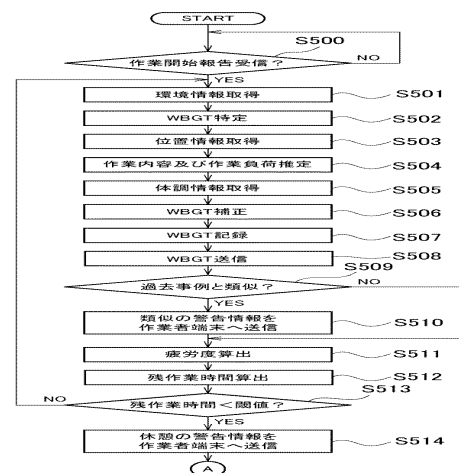 START
S500
作業開始報告受信？
NO
YES
環境情報取得
S501
WBGT特定
S502
位置情報取得
S503
作業内容及び作業負荷推定
S504
体調情報取得
S505
WBGT補正
S506
WBGT記録
S507
WBGT送信
S508
S509
過去事例と類似？
NO
YES
類似の警告情報を
作業者端末へ送信
S510
疲労度算出
S511
残作業時間算出
S512
S513
NO
残作業時間＜閾値？
YES
休憩の警告情報を
作業者端末へ送信
S514
A